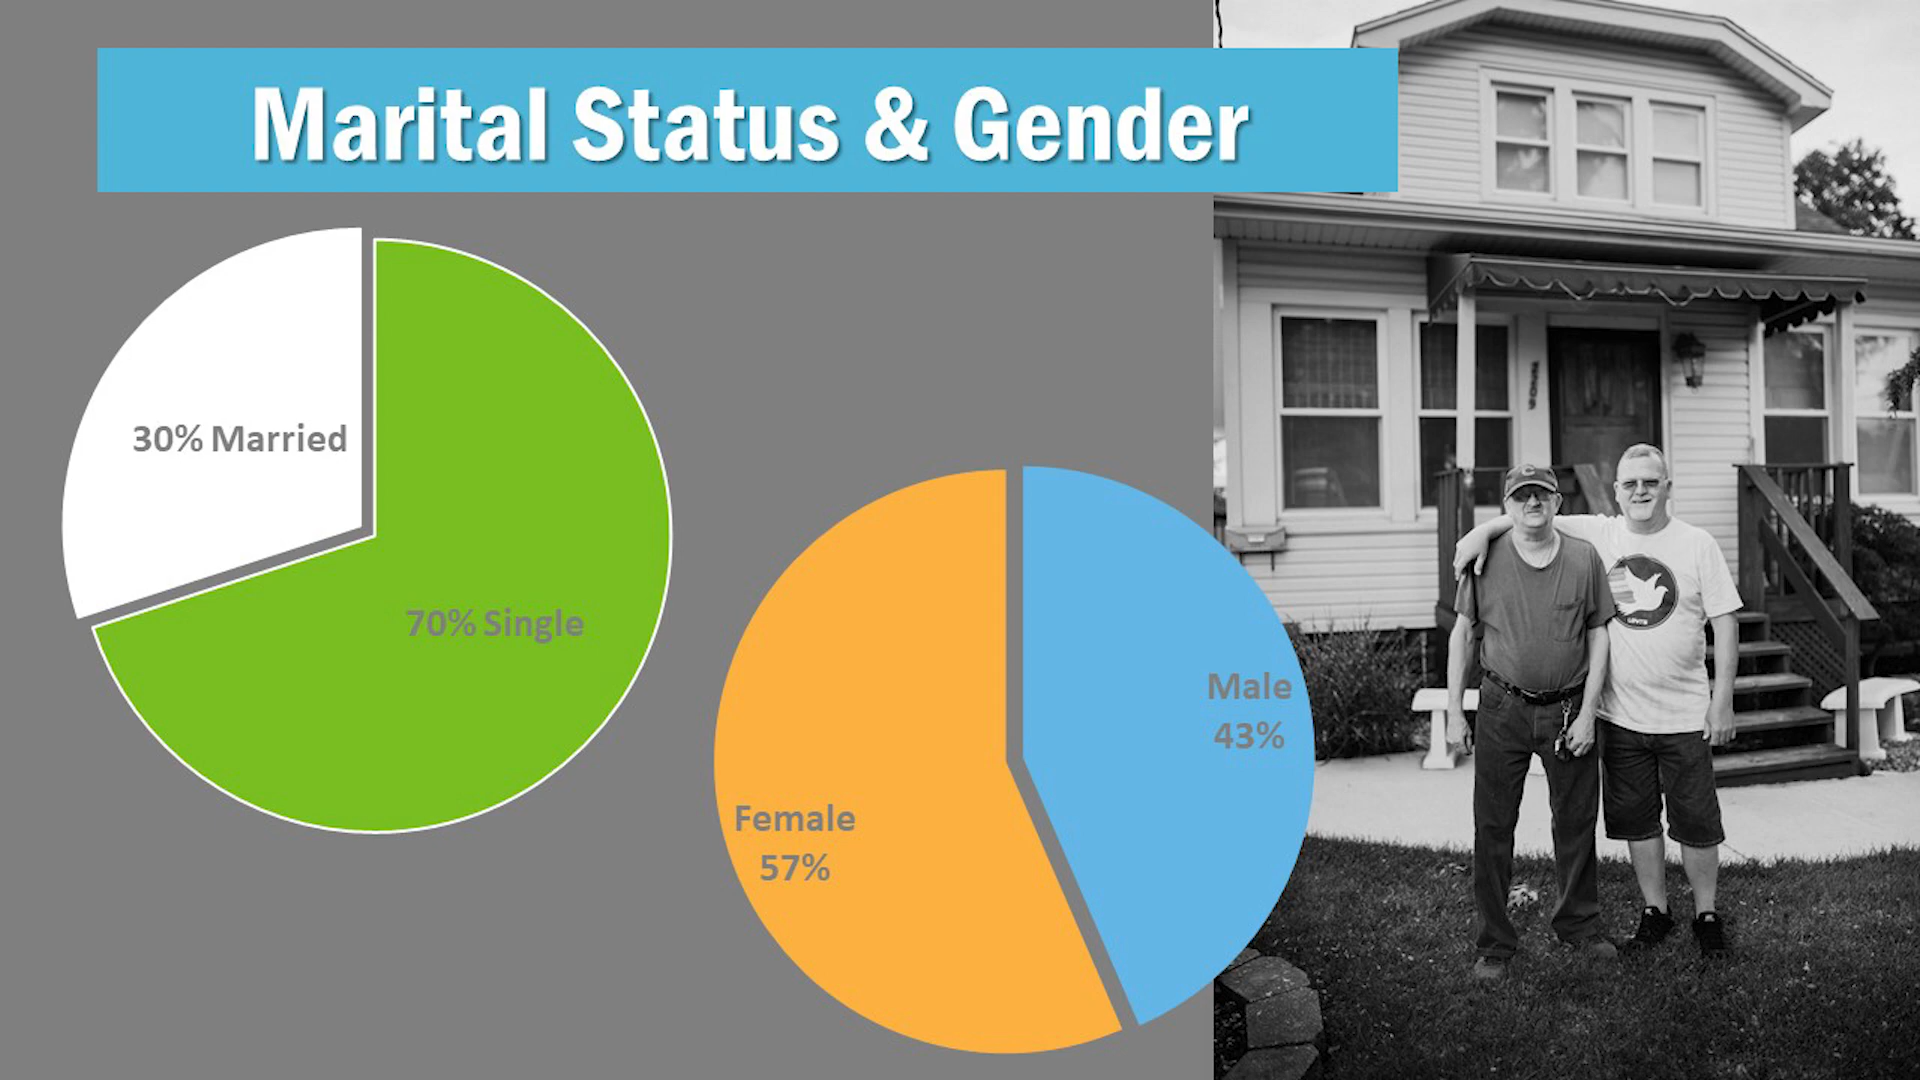 Marital Status & Gender
30% Married
70% Single
Male
43%
Female
57%
C